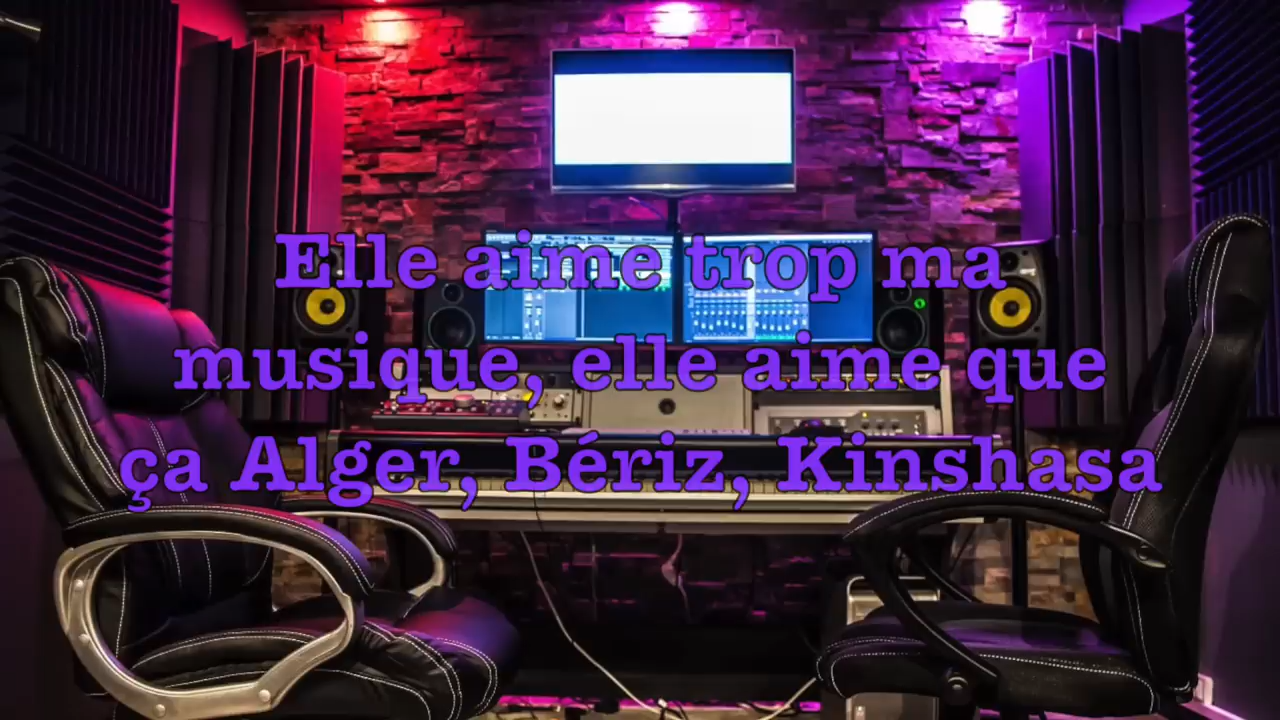 Elle aime trop ma
musique, elle aime que
ça Alger, Bériz, Kinshasa